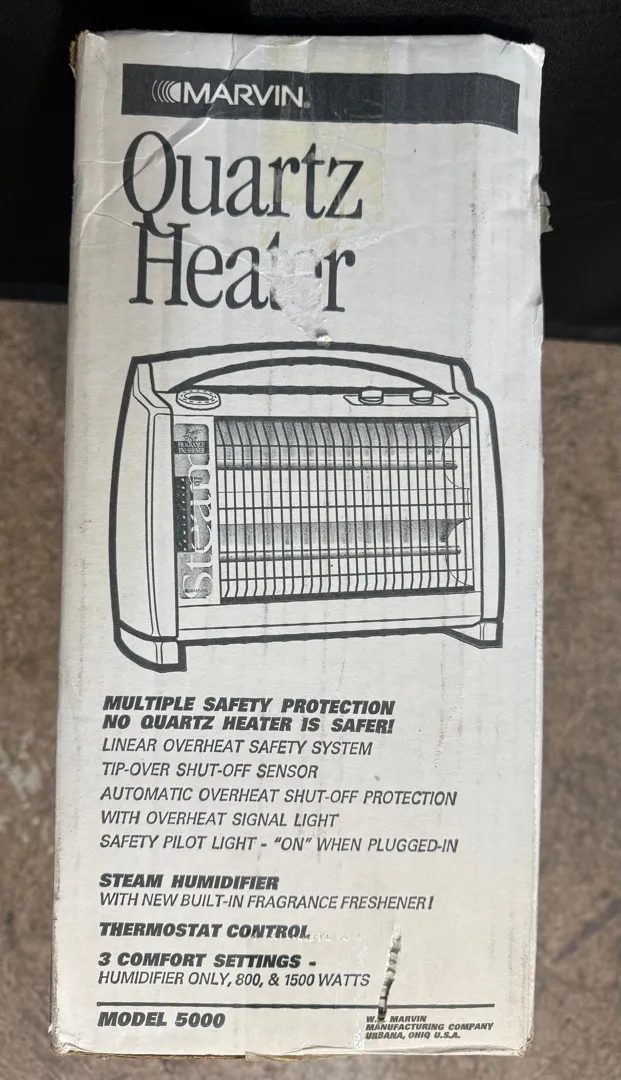 MARVIN®
Quartz
Heater
FRAGRANCE
FRESHENER
Steam
MULTIPLE SAFETY PROTECTION
NO QUARTZ HEATER IS SAFER!
LINEAR OVERHEAT SAFETY SYSTEM
TIP-OVER SHUT-OFF SENSOR
AUTOMATIC OVERHEAT SHUT-OFF PROTECTION
WITH OVERHEAT SIGNAL LIGHT
SAFETY PILOT LIGHT - "ON" WHEN PLUGGED-IN
STEAM HUMIDIFIER
WITH NEW BUILT-IN FRAGRANCE FRESHENER!
THERMOSTAT CONTROL
3 COMFORT SETTINGS -
HUMIDIFIER ONLY, 800, & 1500 WATTS
MODEL 5000
MARVIN
MANUFACTURING COMPANY
URBANA, OHIO U.S.A.